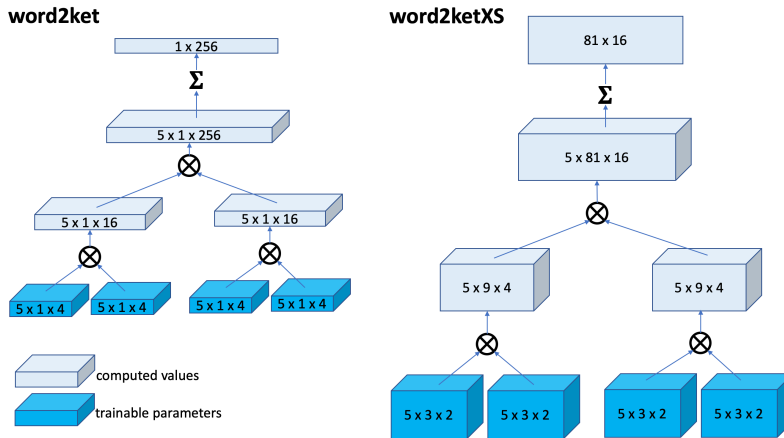 word2ket
1 x 256
Σ
5 x 1 x 256
5 x 1 x 16
5 x 1 x 16
5 x 1 x 4
5 x 1 x 4
5 x 1 x 4
5 x 1 x 4
computed values
trainable parameters
word2ketXS
81 x 16
Σ
5 x 81 x 16
5 x 9 x 4
5 x 9 x 4
5 x 3 x 2
5 x 3 x 2
5 x 3 x 2
5 x 3 x 2